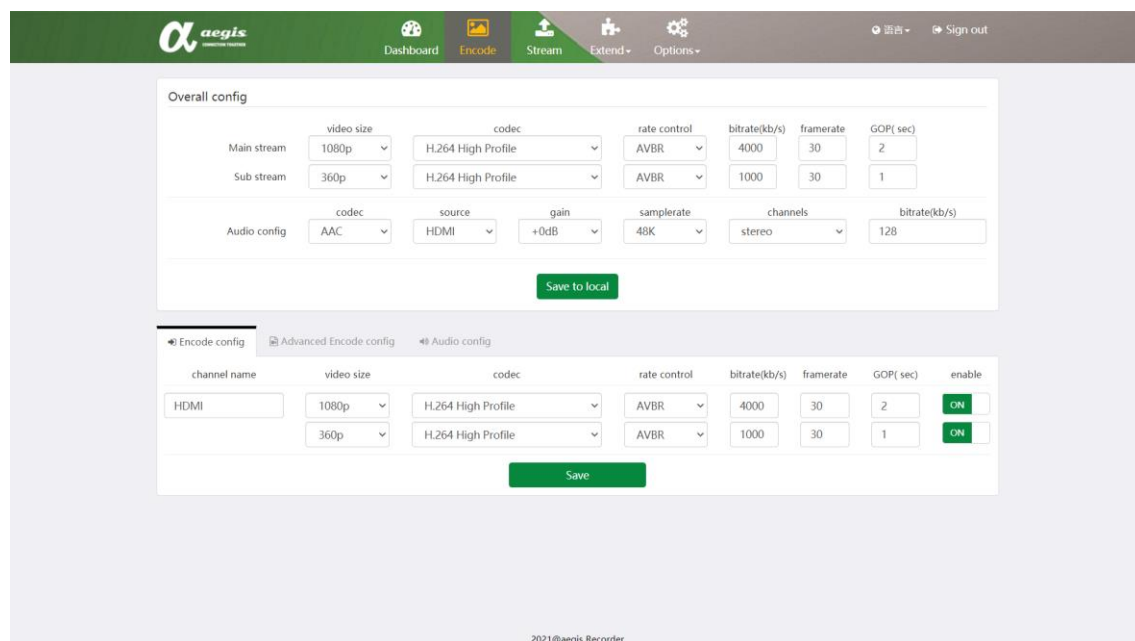 aegis
CONNECTION TOGETHER
Dashboard Encode Stream Extend Options 语言 Sign out
Overall config
video size codec rate control bitrate(kb/s) framerate GOP( sec)
Main stream 1080p H.264 High Profile AVBR 4000 30 2
Sub stream 360p H.264 High Profile AVBR 1000 30 1
codec source gain samplerate channels bitrate(kb/s)
Audio config AAC HDMI +0dB 48K stereo 128
Save to local
Encode config Advanced Encode config Audio config
channel name video size codec rate control bitrate(kb/s) framerate GOP( sec) enable
HDMI 1080p H.264 High Profile AVBR 4000 30 2 ON
360p H.264 High Profile AVBR 1000 30 1 ON
Save
2021@aegis Recorder